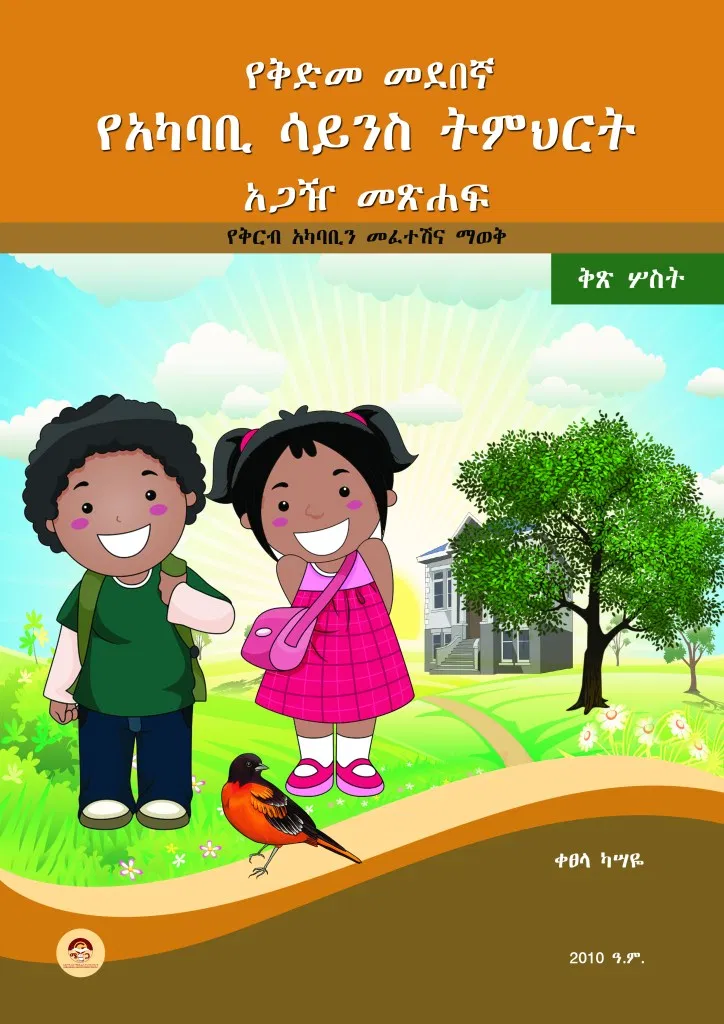 የቅድመ መደበኛ
የአካባቢ ሳይንስ ትምህርት
አጋዥ መጽሐፍ
የቅርብ አካባቢን መፈተሽና ማወቅ
ቅጽ ሦስት
ቀፀላ ካሣዬ
2010 ዓ.ም.